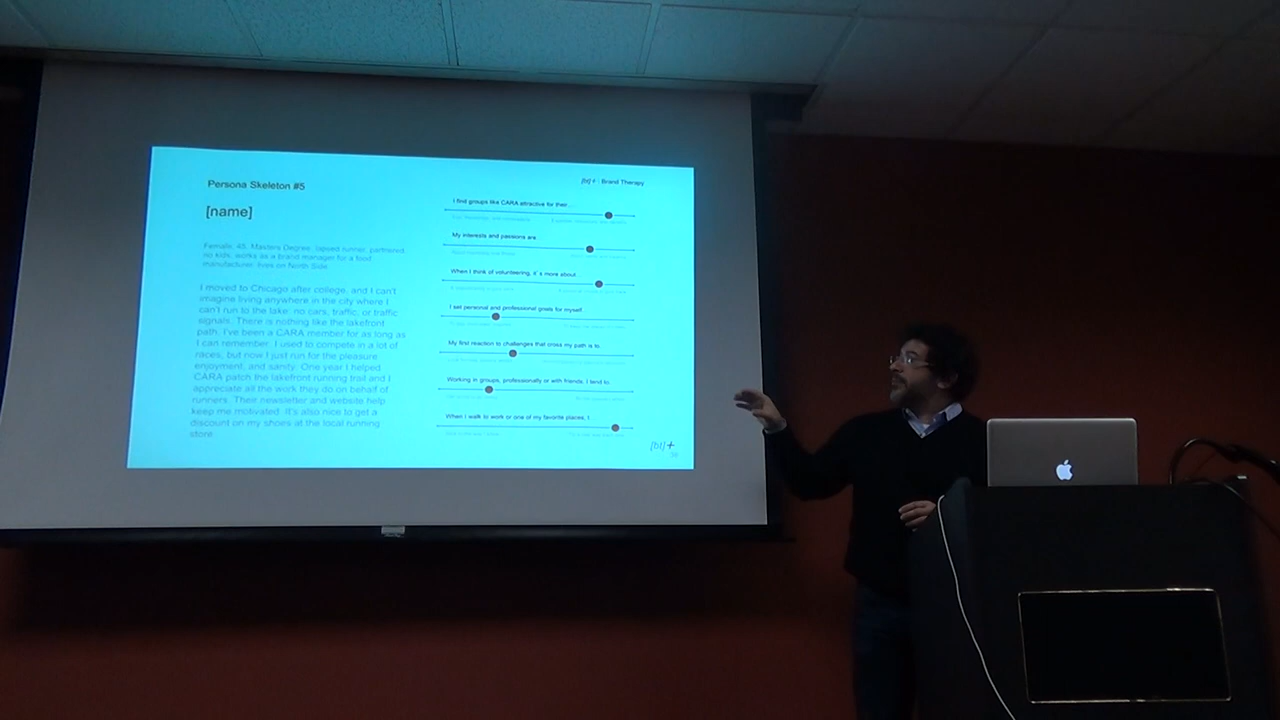 Persona Skeleton #5
[name]
Female, 45, Masters Degree, lapsed runner, partnered,
no kids, works as a brand manager for a food
manufacturer, lives on North Side.
I moved to Chicago after college, and I can't
imagine living anywhere in the city where I
can't run to the lake: no cars, traffic, or traffic
signals. There is nothing like the lakefront
path. I've been a CARA member for as long as
I can remember. I used to compete in a lot of
races, but now I just run for the pleasure,
enjoyment, and sanity. One year I helped
CARA patch the lakefront running trail and I
appreciate all the work they do on behalf of
runners. Their newsletter and website help
keep me motivated. It's also nice to get a
discount on my shoes at the local running
store.
[bt]+ | Brand Therapy
I find groups like CARA attractive for their...
My interests and passions are...
When I think of volunteering, it's more about...
I set personal and professional goals for myself...
My first reaction to challenges that cross my path is to...
Working in groups, professionally or with friends, I tend to...
When I walk to work or one of my favorite places, I...
[bt]+